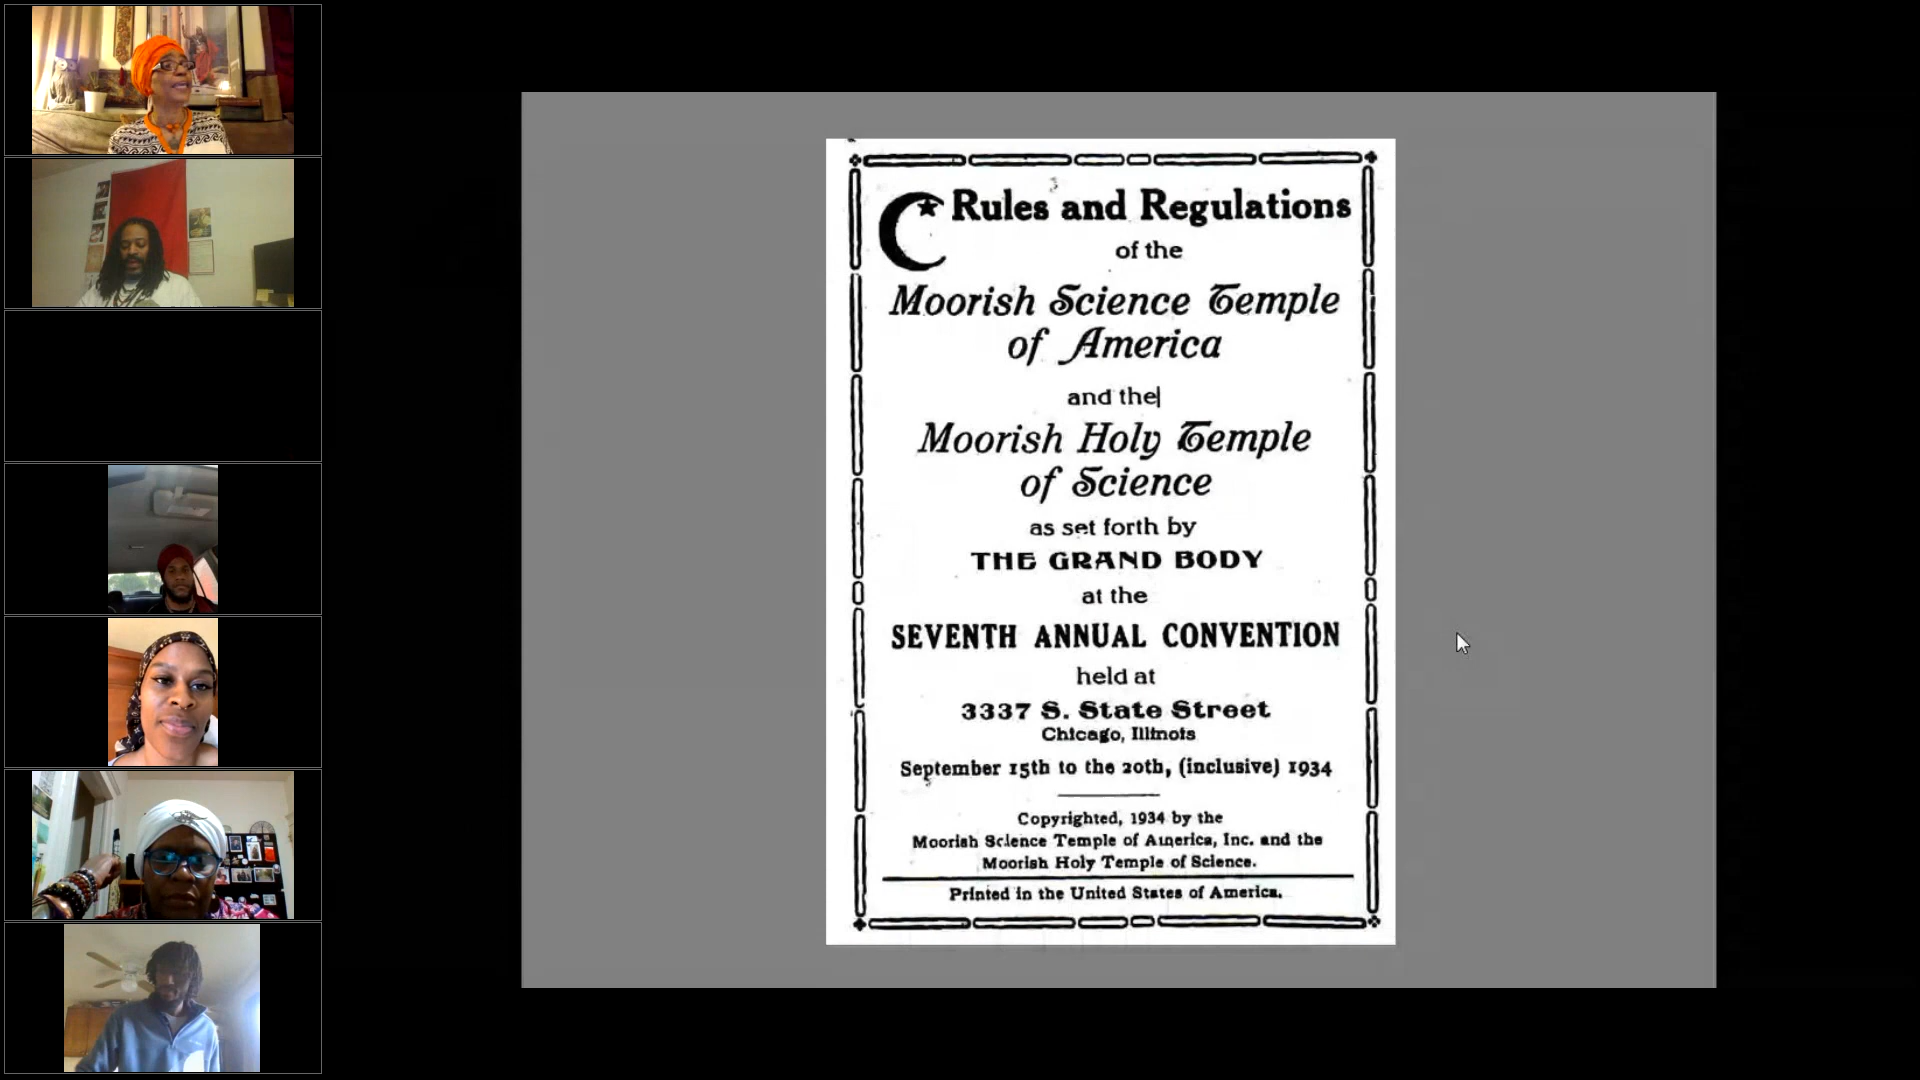 Rules and Regulations
of the
Moorish Science Temple
of America
and the
Moorish Holy Temple
of Science
as set forth by
THE GRAND BODY
at the
SEVENTH ANNUAL CONVENTION
held at
3337 S. State Street
Chicago, Illinois
September 15th to the 20th, (inclusive) 1934
Copyrighted, 1934 by the
Moorish Science Temple of America, Inc. and the
Moorish Holy Temple of Science.
Printed in the United States of America.